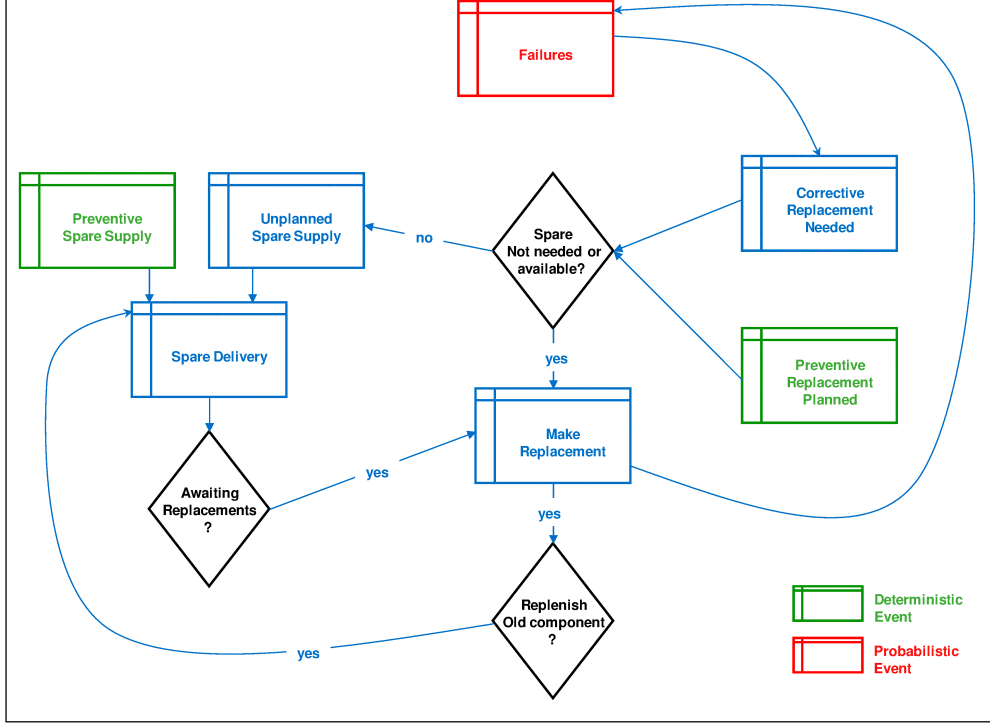 Failures
Corrective
Replacement
Needed
Preventive
Spare Supply
Unplanned
Spare Supply
no
Spare
Not needed or
available?
Spare Delivery
yes
Preventive
Replacement
Planned
Make
Replacement
yes
Awaiting
Replacements
?
yes
Replenish
Old component
?
yes
Deterministic
Event
Probabilistic
Event